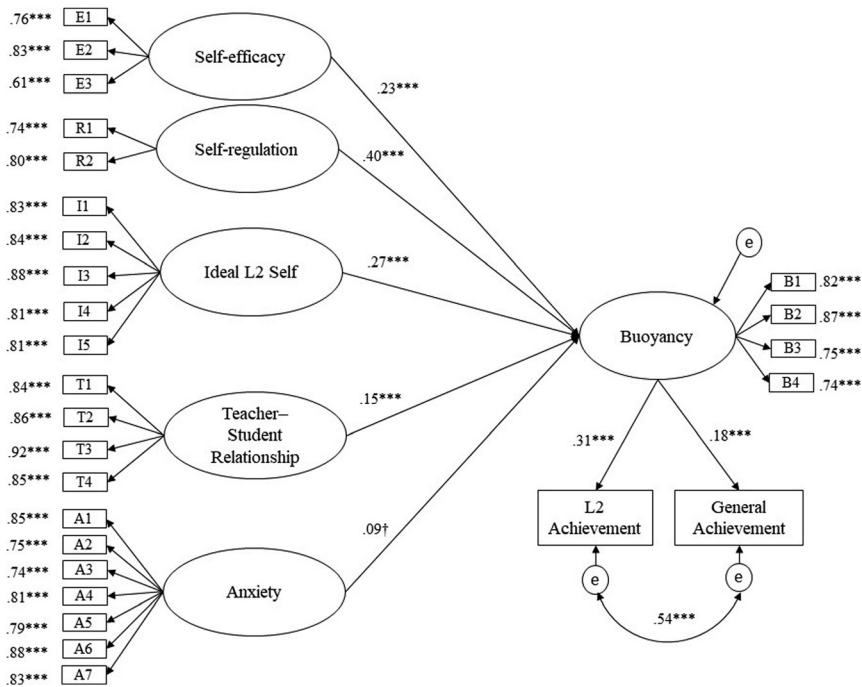 .76*** E1
.83*** E2
.61*** E3
Self-efficacy
.23***
.74*** R1
.80*** R2
Self-regulation
.40***
.83*** I1
.84*** I2
.88*** I3
.81*** I4
.81*** I5
Ideal L2 Self
.27***
.84*** T1
.86*** T2
.92*** T3
.85*** T4
Teacher–
Student
Relationship
.15***
.85*** A1
.75*** A2
.74*** A3
.81*** A4
.79*** A5
.88*** A6
.83*** A7
Anxiety
.09†
e
Buoyancy
B1 .82***
B2 .87***
B3 .75***
B4 .74***
.31***
.18***
L2
Achievement
General
Achievement
e
e
.54***